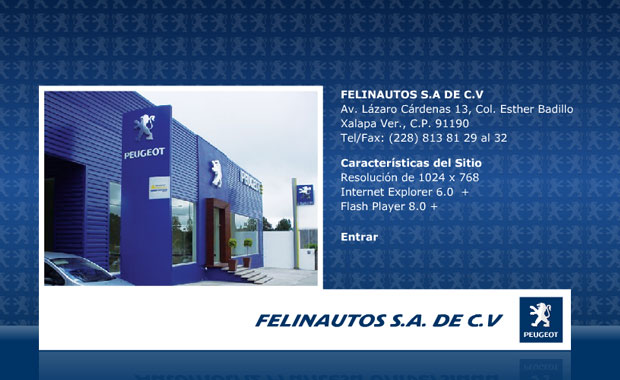 FELINAUTOS S.A DE C.V
Av. Lázaro Cárdenas 13, Col. Esther Badillo
Xalapa Ver., C.P. 91190
Tel/Fax: (228) 813 81 29 al 32
Características del Sitio
Resolución de 1024 x 768
Internet Explorer 6.0 +
Flash Player 8.0 +
Entrar
PEUGEOT
PEUGEOT
FELINAUTOS S.A. DE C.V
PEUGEOT